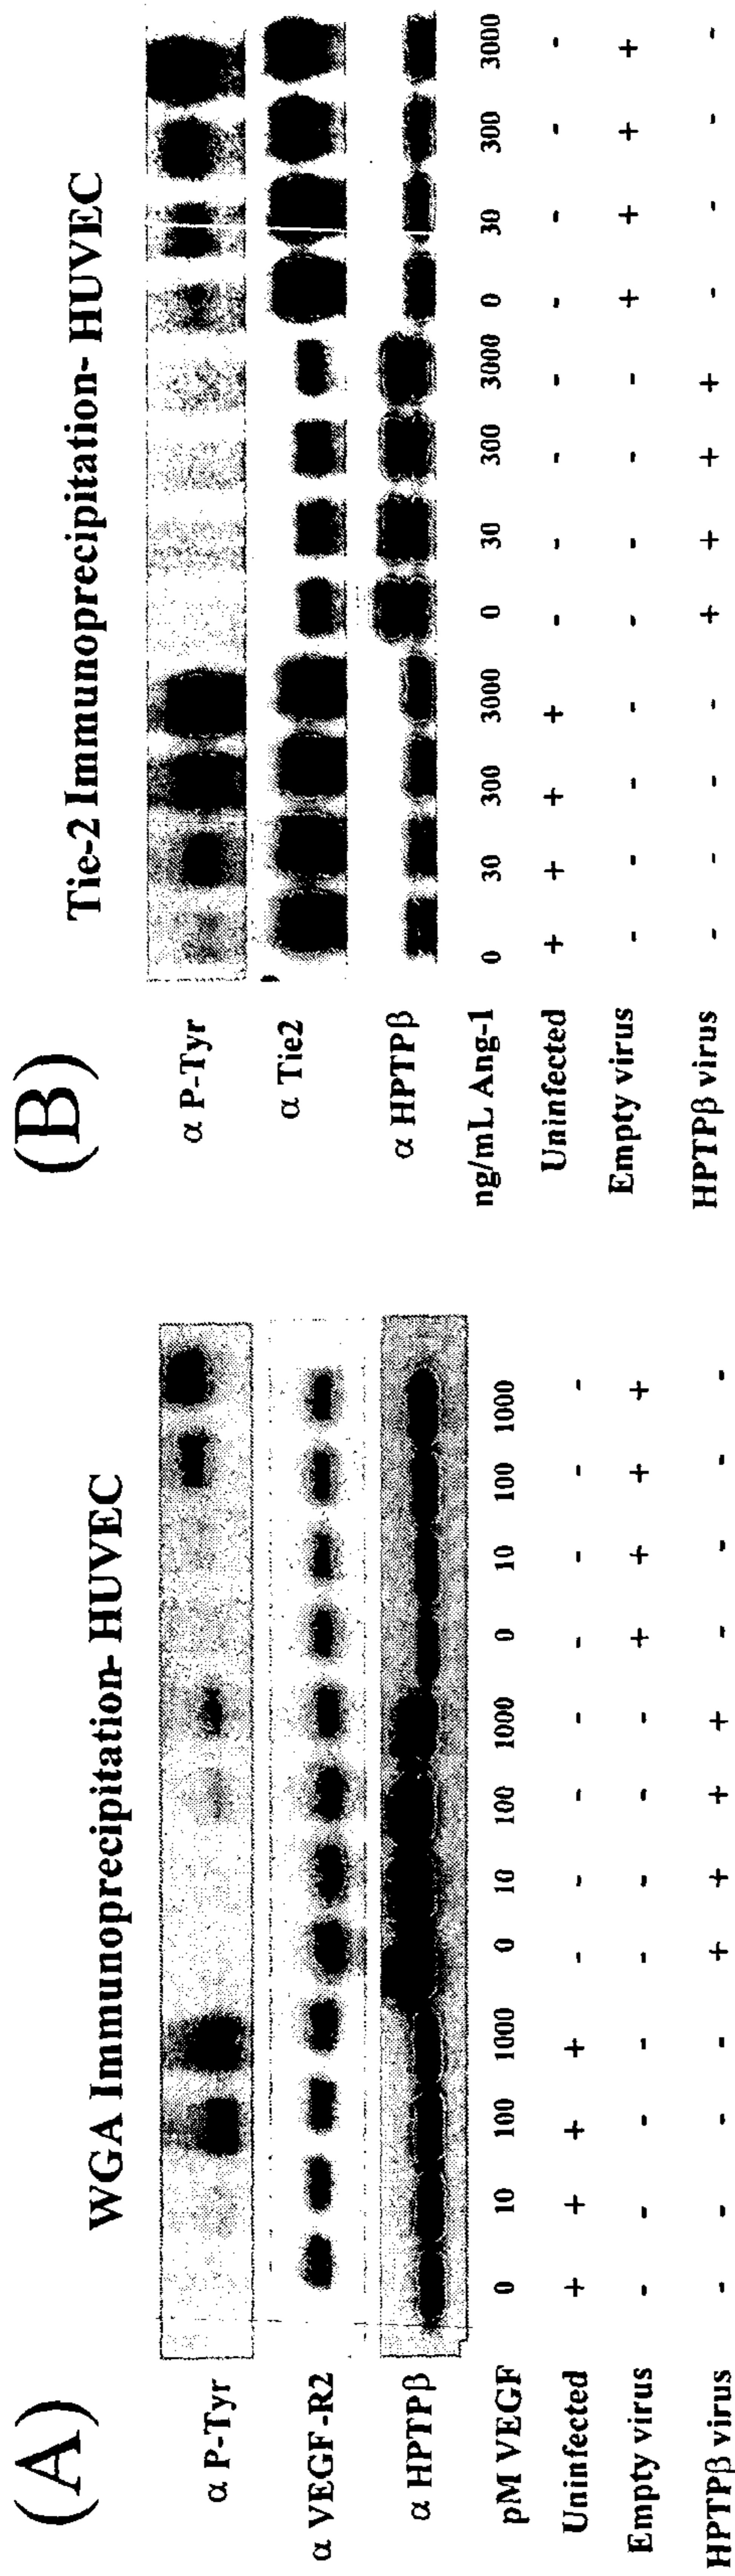 (A)
WGA Immunoprecipitation- HUVEC
α P-Tyr
α VEGF-R2
α HPTPβ
pM VEGF 0 10 100 1000 0 10 100 1000 0 10 100 1000
Uninfected + + + + - - - - - - - -
Empty virus - - - - - - - - + + + +
HPTPβ virus - - - - + + + + - - - -
(B)
Tie-2 Immunoprecipitation- HUVEC
α P-Tyr
α Tie2
α HPTPβ
ng/mL Ang-1 0 30 300 3000 0 30 300 3000 0 30 300 3000
Uninfected + + + + - - - - - - - -
Empty virus - - - - - - - - + + + +
HPTPβ virus - - - - + + + + - - - -